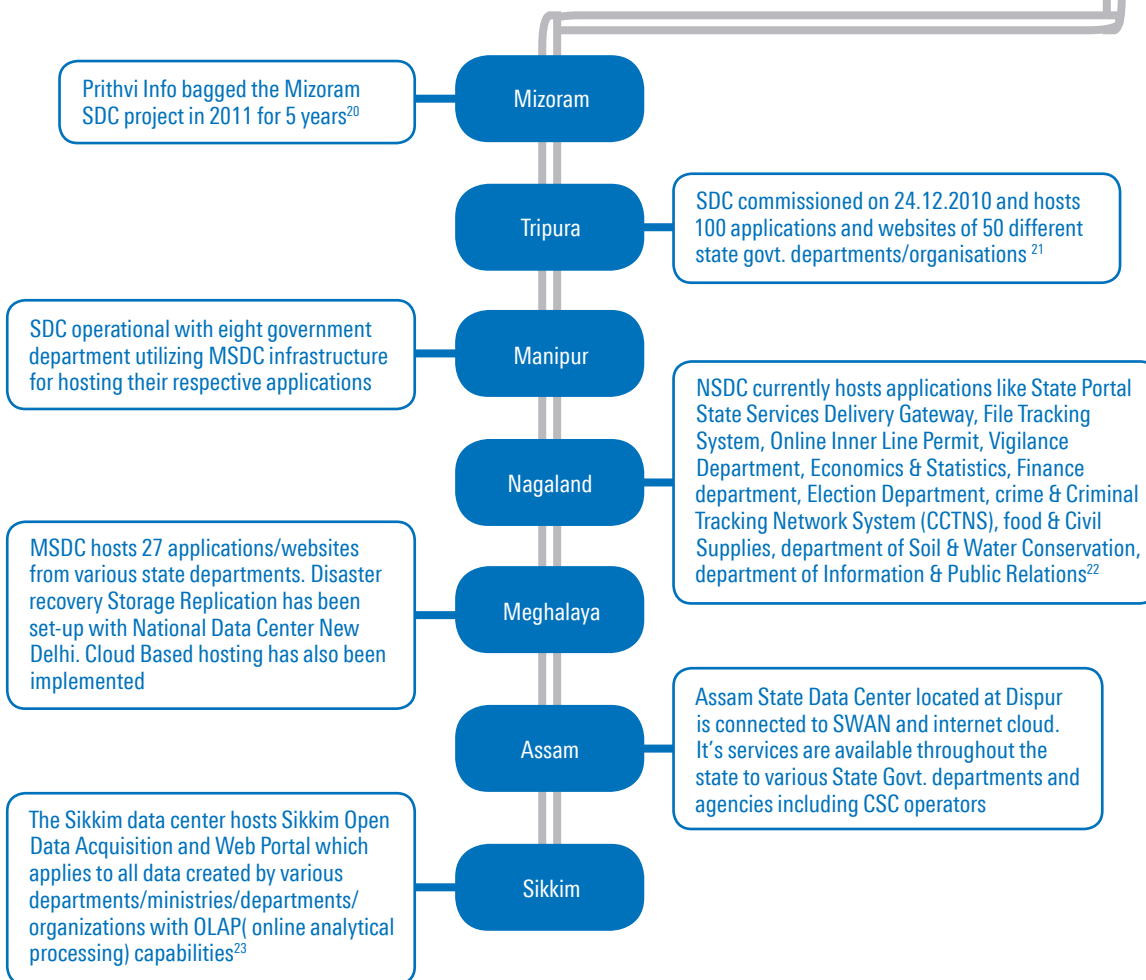 Prithvi Info bagged the Mizoram
SDC project in 2011 for 5 years20
Mizoram
Tripura
SDC commissioned on 24.12.2010 and hosts
100 applications and websites of 50 different
state govt. departments/organisations 21
SDC operational with eight government
department utilizing MSDC infrastructure
for hosting their respective applications
Manipur
Nagaland
NSDC currently hosts applications like State Portal
State Services Delivery Gateway, File Tracking
System, Online Inner Line Permit, Vigilance
Department, Economics & Statistics, Finance
department, Election Department, crime & Criminal
Tracking Network System (CCTNS), food & Civil
Supplies, department of Soil & Water Conservation,
department of Information & Public Relations22
MSDC hosts 27 applications/websites
from various state departments. Disaster
recovery Storage Replication has been
set-up with National Data Center New
Delhi. Cloud Based hosting has also been
implemented
Meghalaya
Assam
Assam State Data Center located at Dispur
is connected to SWAN and internet cloud.
It's services are available throughout the
state to various State Govt. departments and
agencies including CSC operators
The Sikkim data center hosts Sikkim Open
Data Acquisition and Web Portal which
applies to all data created by various
departments/ministries/departments/
organizations with OLAP( online analytical
processing) capabilities23
Sikkim